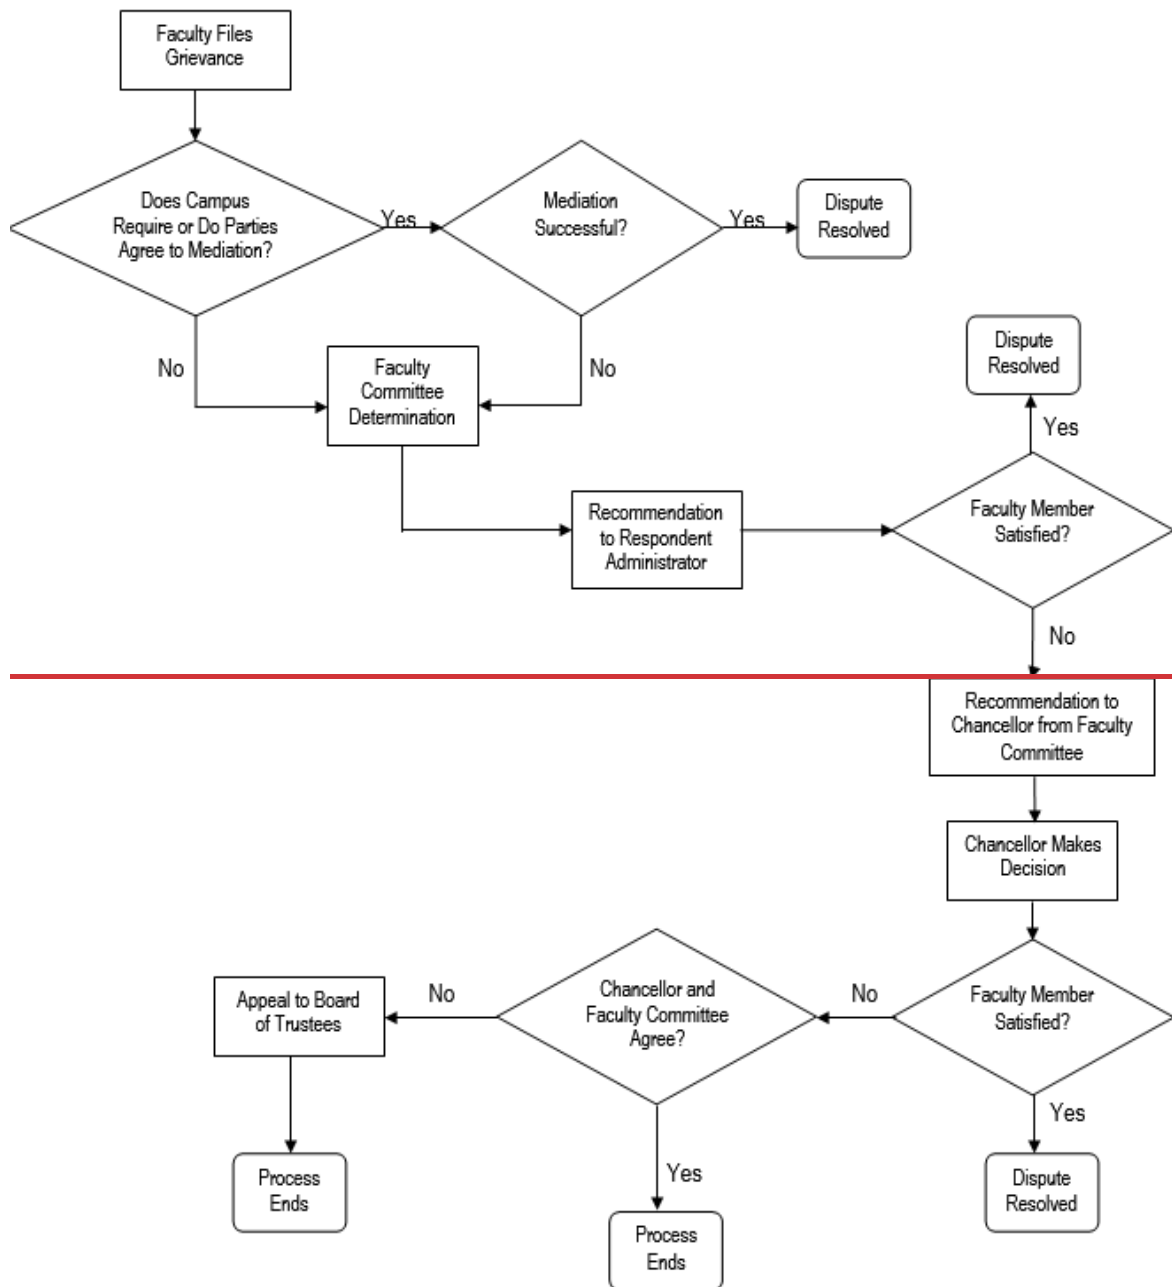 Faculty Files
Grievance
Does Campus
Require or Do Parties
Agree to Mediation?
Yes
Mediation
Successful?
Yes
Dispute
Resolved
No
Faculty
Committee
Determination
No
Dispute
Resolved
Yes
Recommendation
to Respondent
Administrator
Faculty Member
Satisfied?
No
Recommendation to
Chancellor from Faculty
Committee
Chancellor Makes
Decision
Faculty Member
Satisfied?
No
Chancellor and
Faculty Committee
Agree?
No
Appeal to Board
of Trustees
Yes
Dispute
Resolved
Yes
Process
Ends
Process
Ends